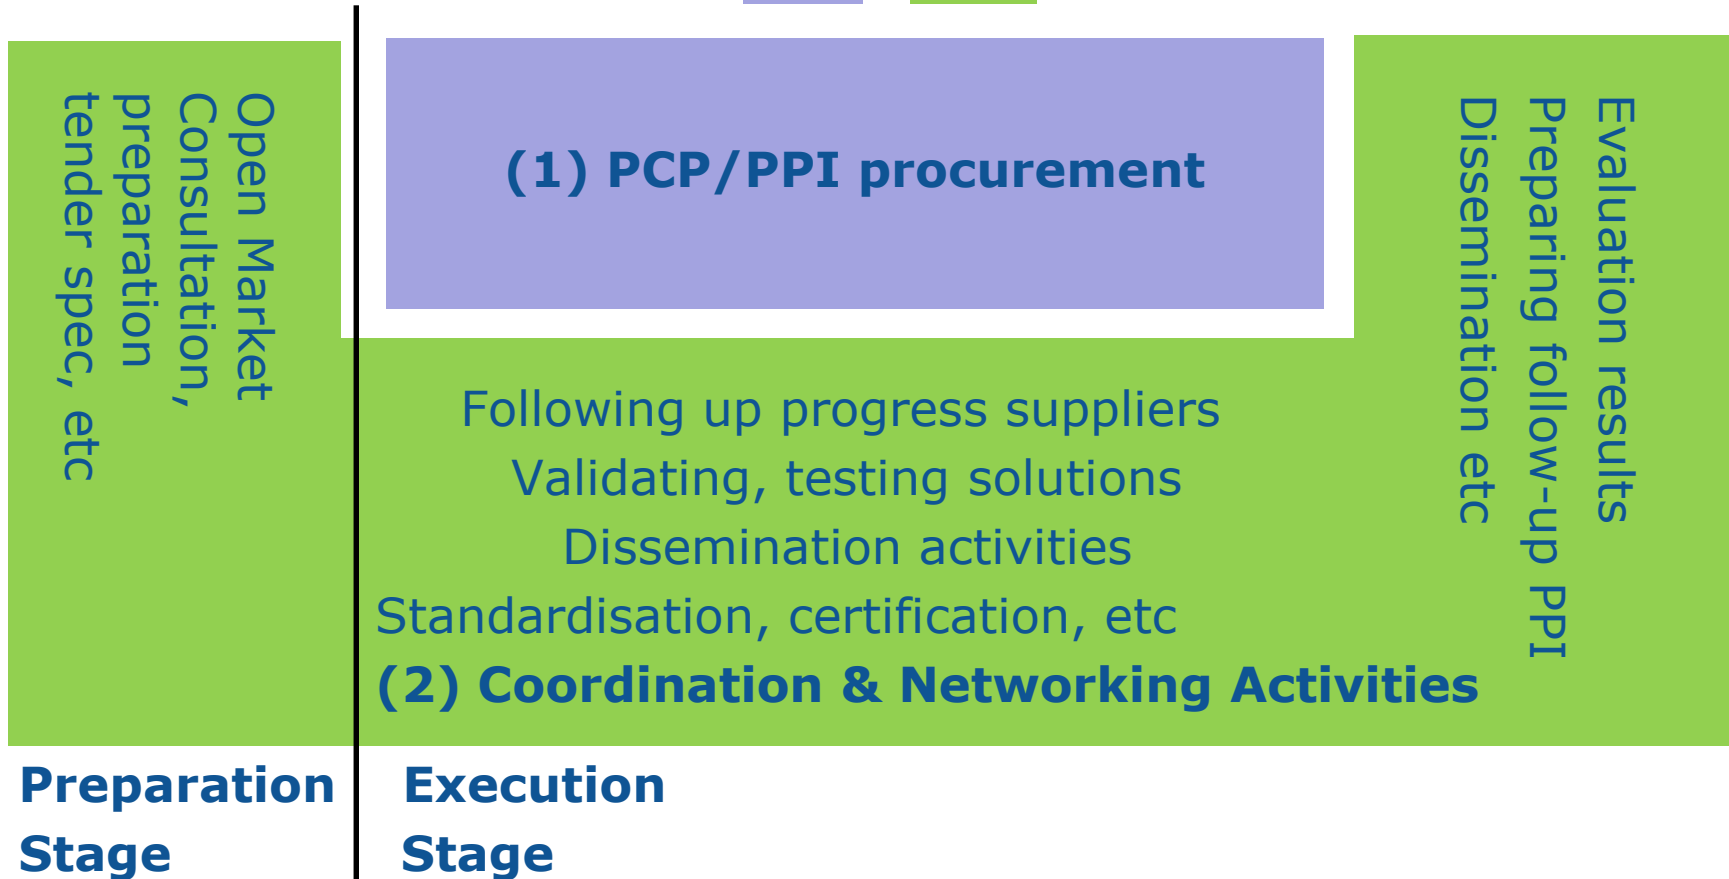 Open Market
Consultation,
preparation
tender spec, etc
(1) PCP/PPI procurement
Evaluation results
Preparing follow-up PPI
Dissemination etc
Following up progress suppliers
Validating, testing solutions
Dissemination activities
Standardisation, certification, etc
(2) Coordination & Networking Activities
Preparation
Stage
Execution
Stage